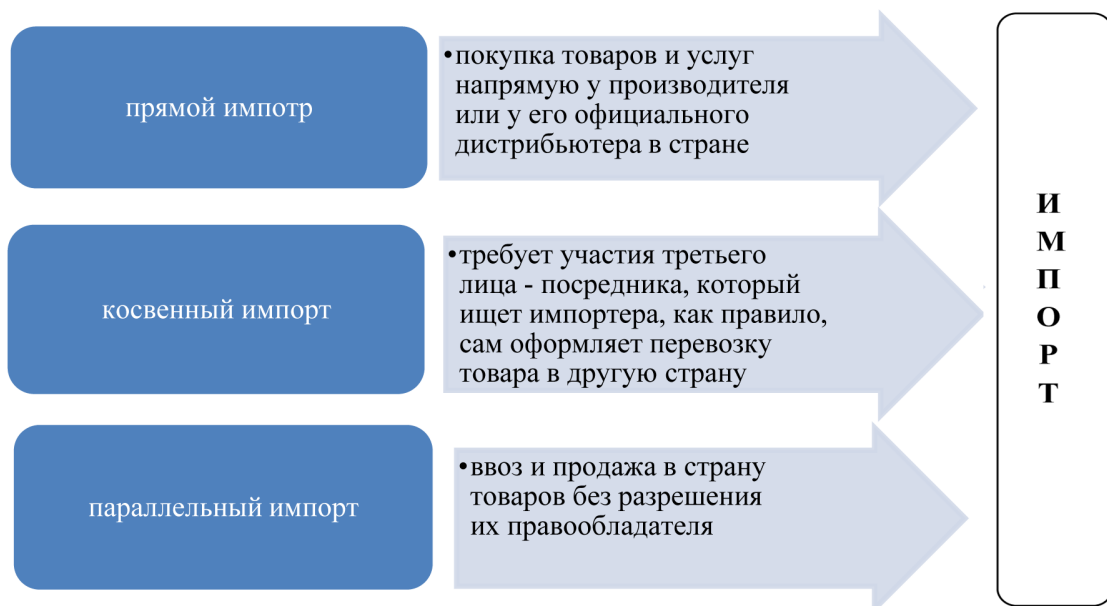 прямой импотр
•покупка товаров и услуг
напрямую у производителя
или у его официального
дистрибьютера в стране
косвенный импорт
•требует участия третьего
лица - посредника, который
ищет импортера, как правило,
сам оформляет перевозку
товара в другую страну
параллельный импорт
•ввоз и продажа в страну
товаров без разрешения
их правообладателя
И
М
П
О
Р
Т